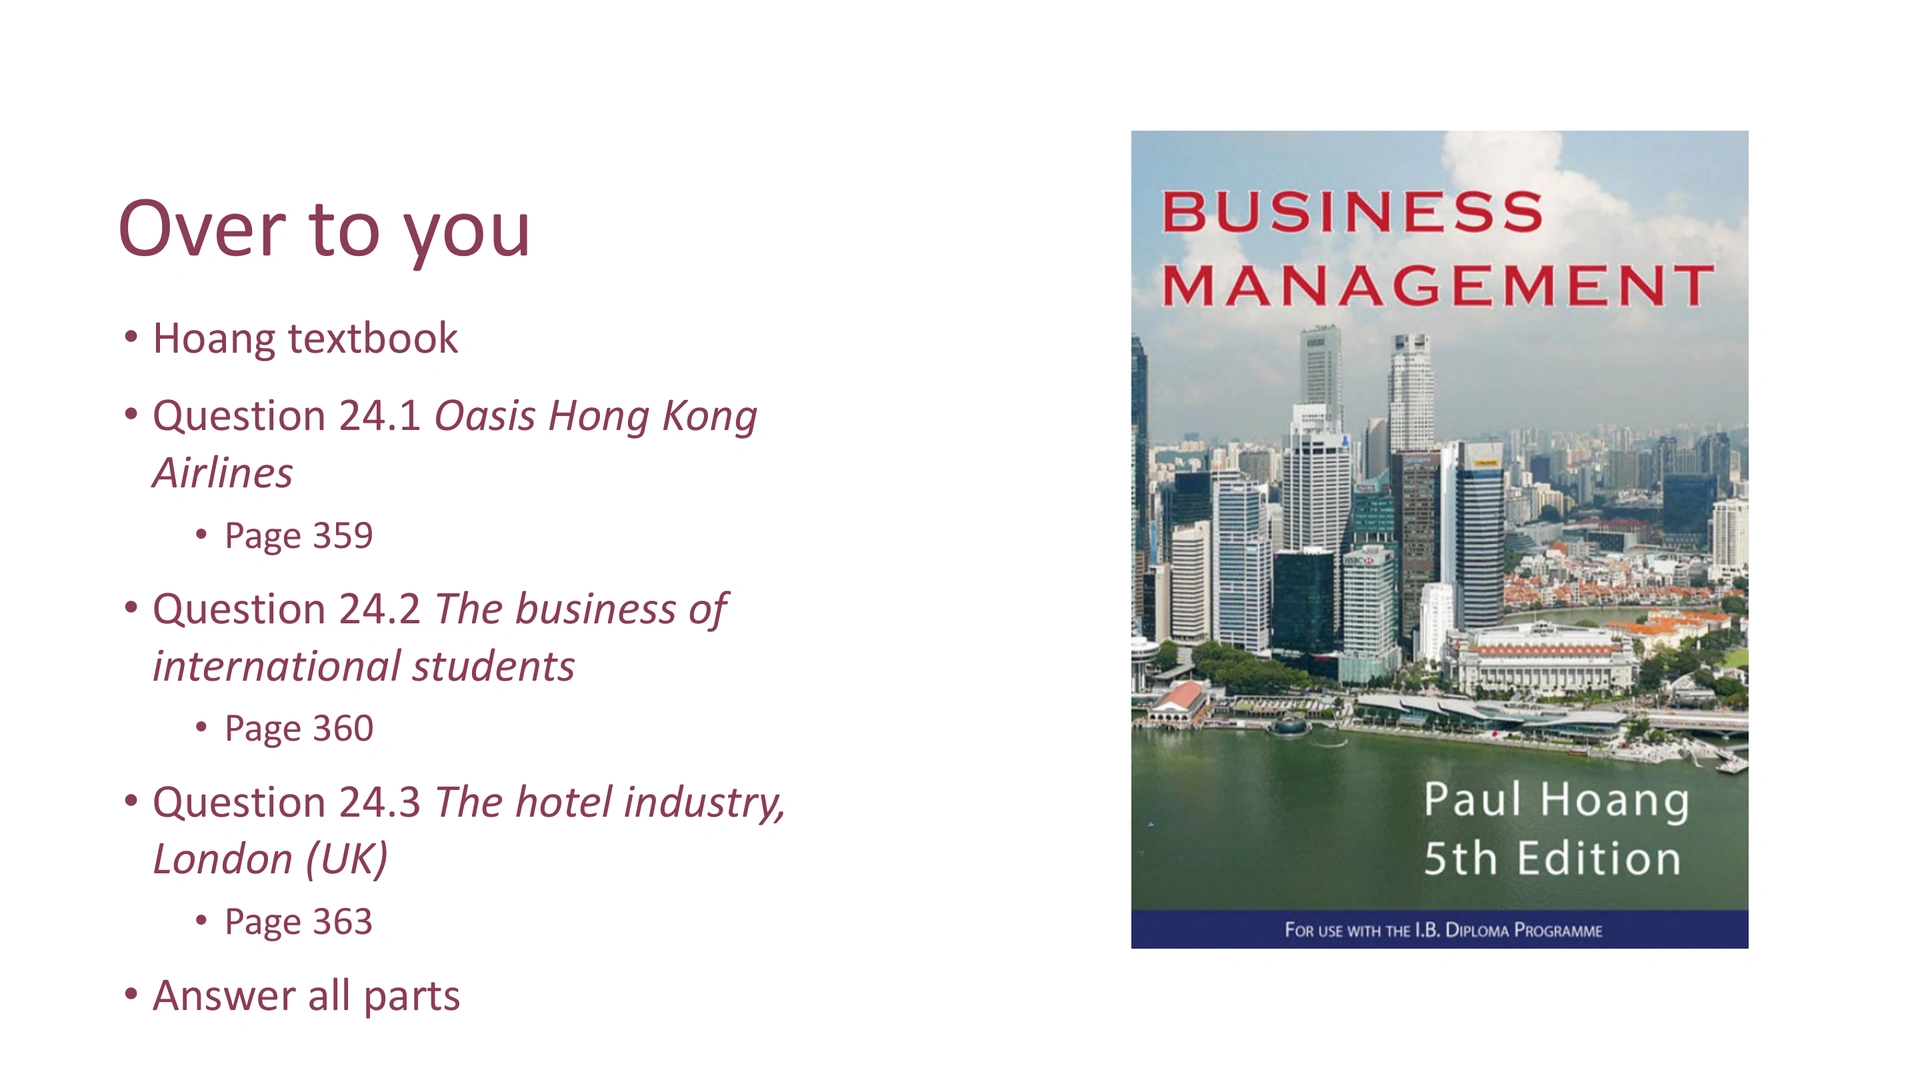 Over to you
• Hoang textbook
• Question 24.1 Oasis Hong Kong
Airlines
• Page 359
• Question 24.2 The business of
international students
• Page 360
• Question 24.3 The hotel industry,
London (UK)
• Page 363
• Answer all parts
BUSINESS
MANAGEMENT
HSBC
Paul Hoang
5th Edition
FOR USE WITH THE I.B. DIPLOMA PROGRAMME